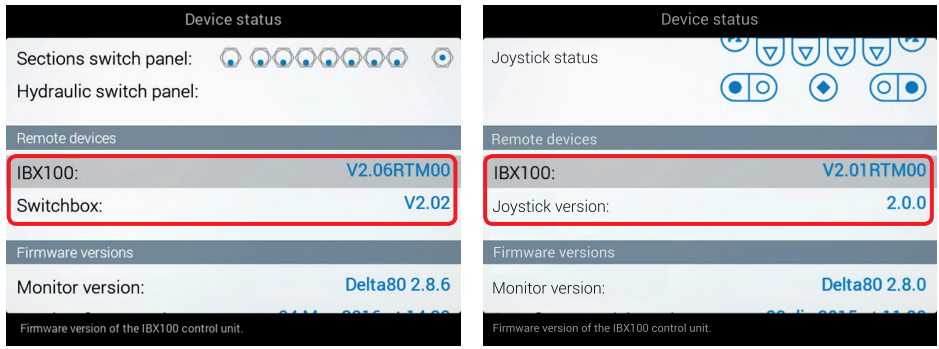 Device status
Sections switch panel:
Hydraulic switch panel:
Remote devices
IBX100: V2.06RTM00
Switchbox: V2.02
Firmware versions
Monitor version: Delta80 2.8.6
Firmware version of the IBX100 control unit.
Device status
Joystick status
Remote devices
IBX100: V2.01RTM00
Joystick version: 2.0.0
Firmware versions
Monitor version: Delta80 2.8.0
Firmware version of the IBX100 control unit.